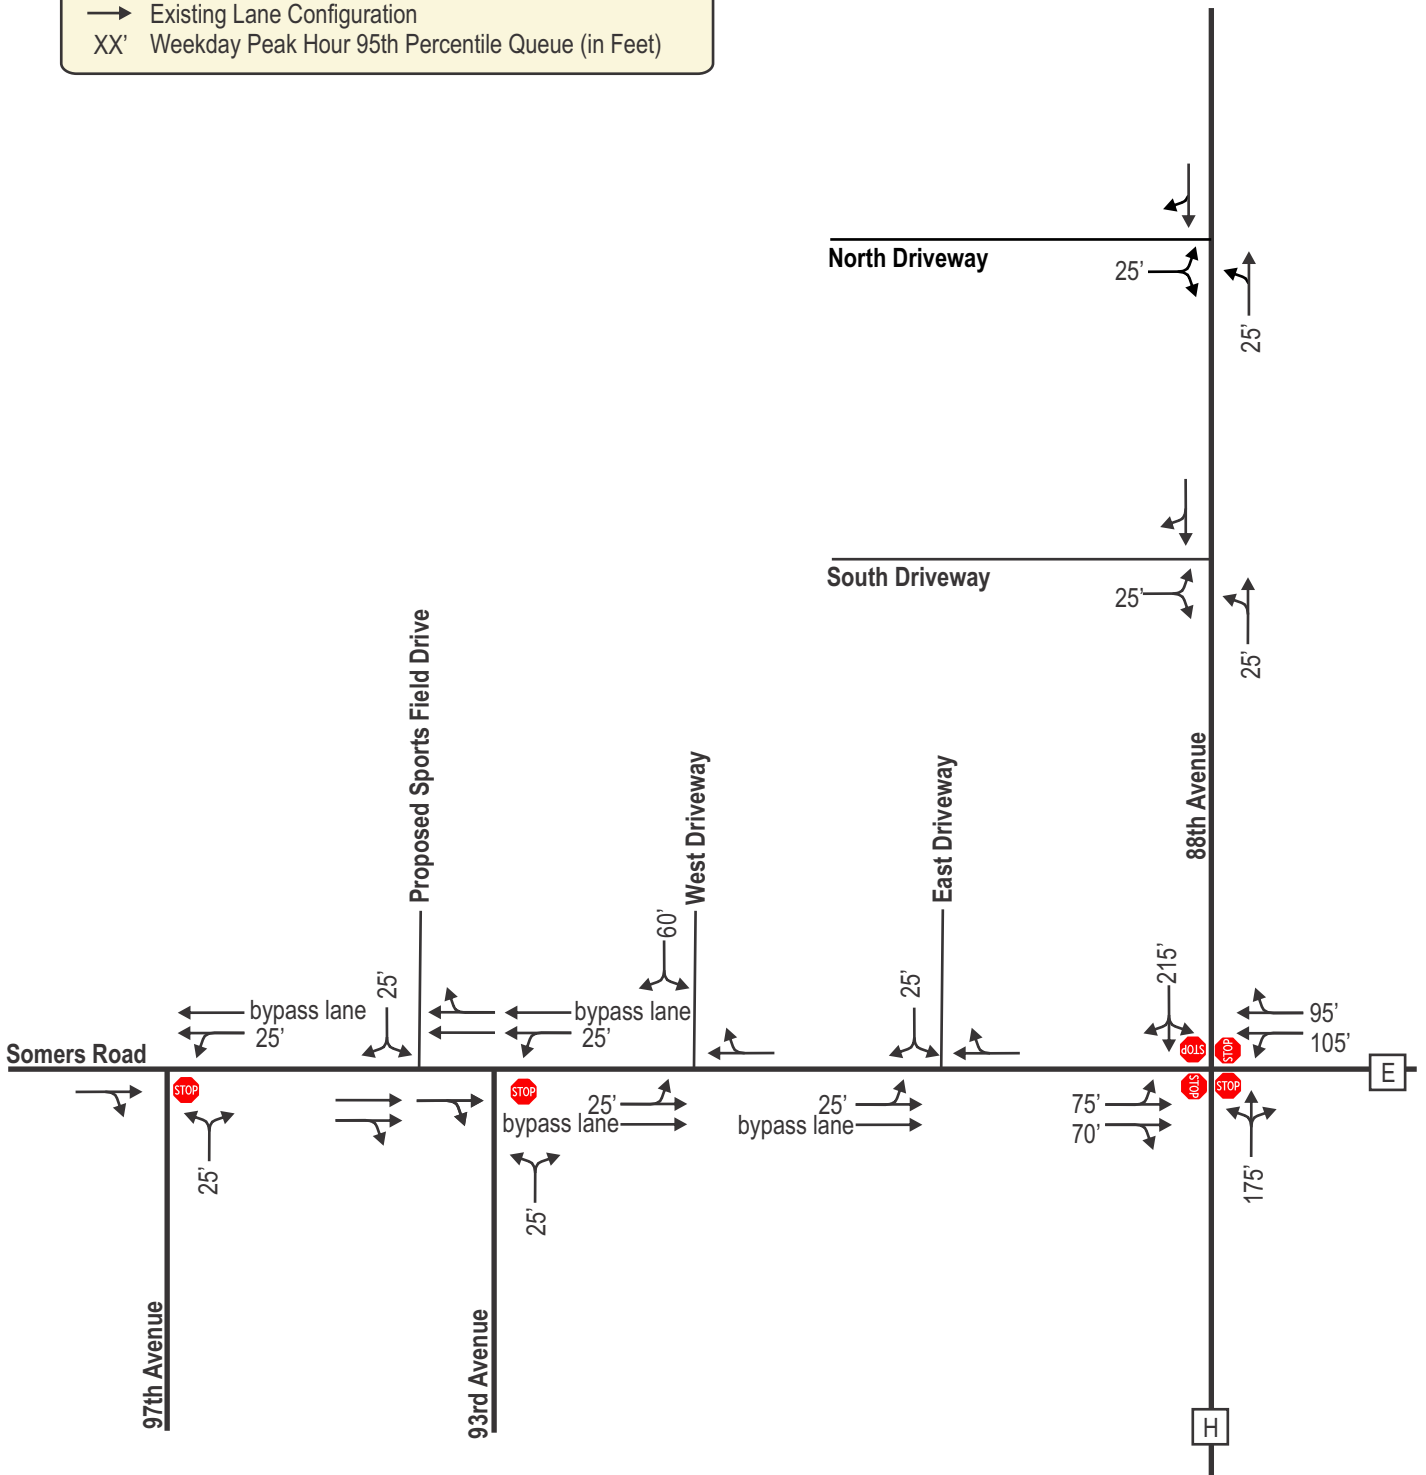 Existing Lane Configuration
XX' Weekday Peak Hour 95th Percentile Queue (in Feet)
North Driveway
25'
25'
South Driveway
25'
25'
Proposed Sports Field Drive
West Driveway
East Driveway
88th Avenue
60'
25'
25'
215'
bypass lane
25'
bypass lane
25'
95'
105'
Somers Road
STOP
STOP
STOP
STOP
STOP
STOP
E
25'
bypass lane
25'
bypass lane
75'
70'
25'
25'
175'
97th Avenue
93rd Avenue
H